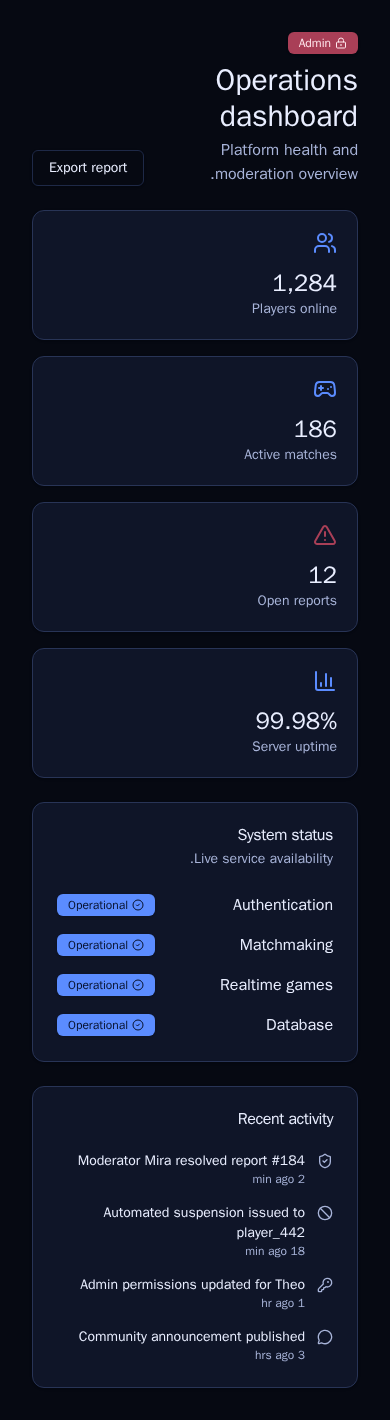 Admin
Operations
dashboard
Platform health and
.moderation overview
Export report
1,284
Players online
186
Active matches
12
Open reports
99.98%
Server uptime
System status
.Live service availability
Authentication
Operational
Matchmaking
Operational
Realtime games
Operational
Database
Operational
Recent activity
Moderator Mira resolved report #184
min ago 2
Automated suspension issued to
player_442
min ago 18
Admin permissions updated for Theo
hr ago 1
Community announcement published
hrs ago 3